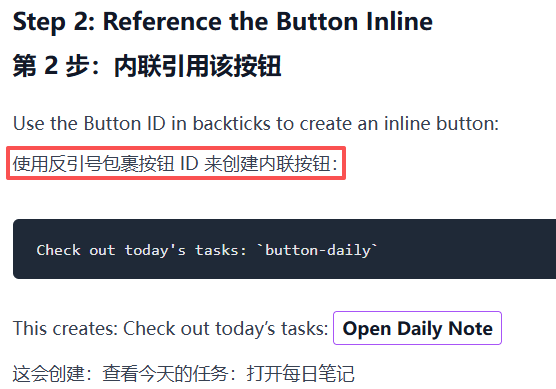 Step 2: Reference the Button Inline
第 2 步：内联引用该按钮
Use the Button ID in backticks to create an inline button:
使用反引号包裹按钮 ID 来创建内联按钮：
Check out today's tasks: `button-daily`
This creates: Check out today’s tasks: Open Daily Note
这会创建：查看今天的任务：打开每日笔记